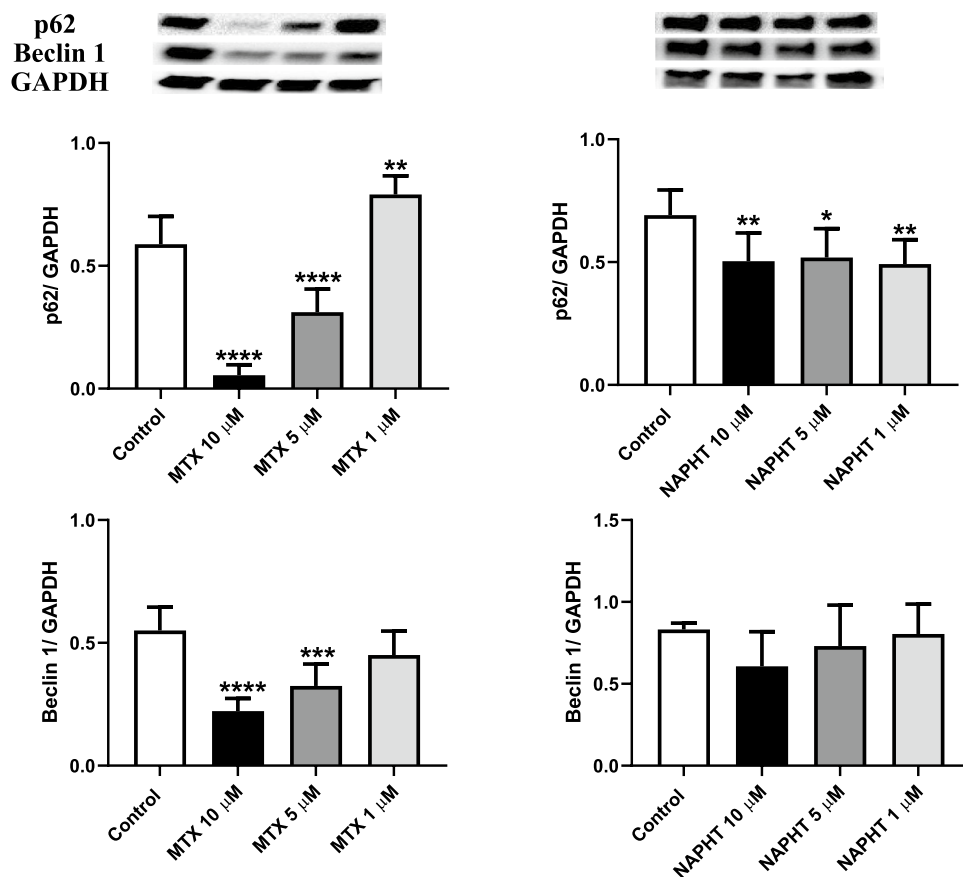 p62
Beclin 1
GAPDH
p62/ GAPDH
1.0
0.5
0.0
****
****
**
Control
MTX 10 μM
MTX 5 μM
MTX 1 μM
p62/ GAPDH
1.0
0.5
0.0
**
*
**
Control
NAPHT 10 μM
NAPHT 5 μM
NAPHT 1 μM
Beclin 1/ GAPDH
1.0
0.5
0.0
****
***
Control
MTX 10 μM
MTX 5 μM
MTX 1 μM
Beclin 1/ GAPDH
1.5
1.0
0.5
0.0
Control
NAPHT 10 μM
NAPHT 5 μM
NAPHT 1 μM